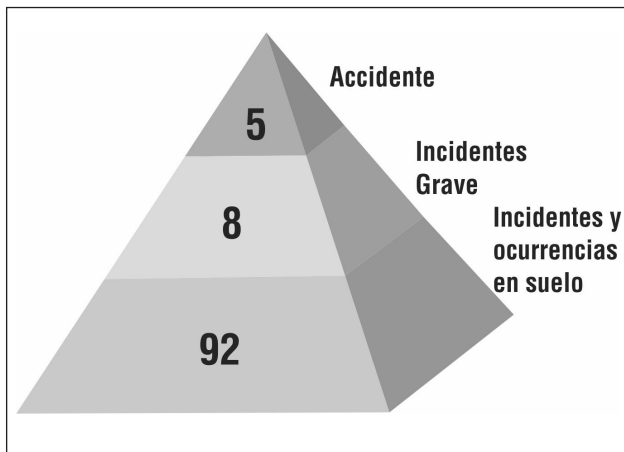 Accidente
5
Incidentes
Grave
8
Incidentes y
ocurrencias
en suelo
92